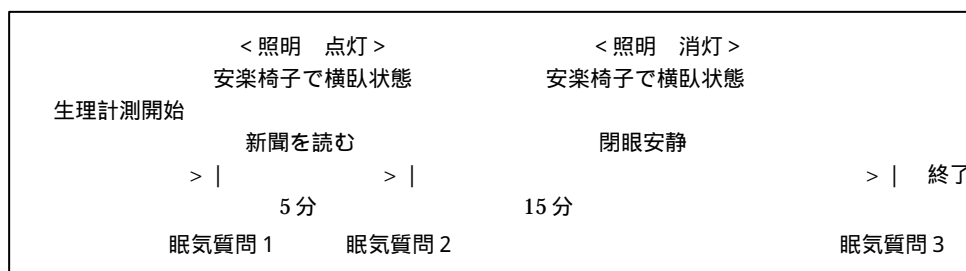 <照明 点灯> <照明 消灯>
安楽椅子で横臥状態 安楽椅子で横臥状態
生理計測開始
新聞を読む 閉眼安静
>｜ >｜ >｜ 終了
5分 15分
眠気質問1 眠気質問2 眠気質問3